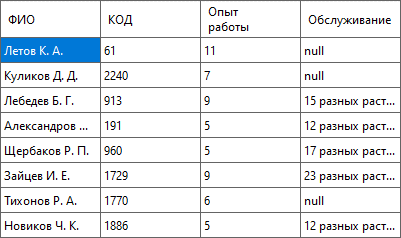 ФИО КОД Опыт работы Обслуживание
Летов К. А. 61 11 null
Куликов Д. Д. 2240 7 null
Лебедев Б. Г. 913 9 15 разных раст...
Александров ... 191 5 12 разных раст...
Щербаков Р. П. 960 5 17 разных раст...
Зайцев И. Е. 1729 9 23 разных раст...
Тихонов Р. А. 1770 6 null
Новиков Ч. К. 1886 5 12 разных раст...